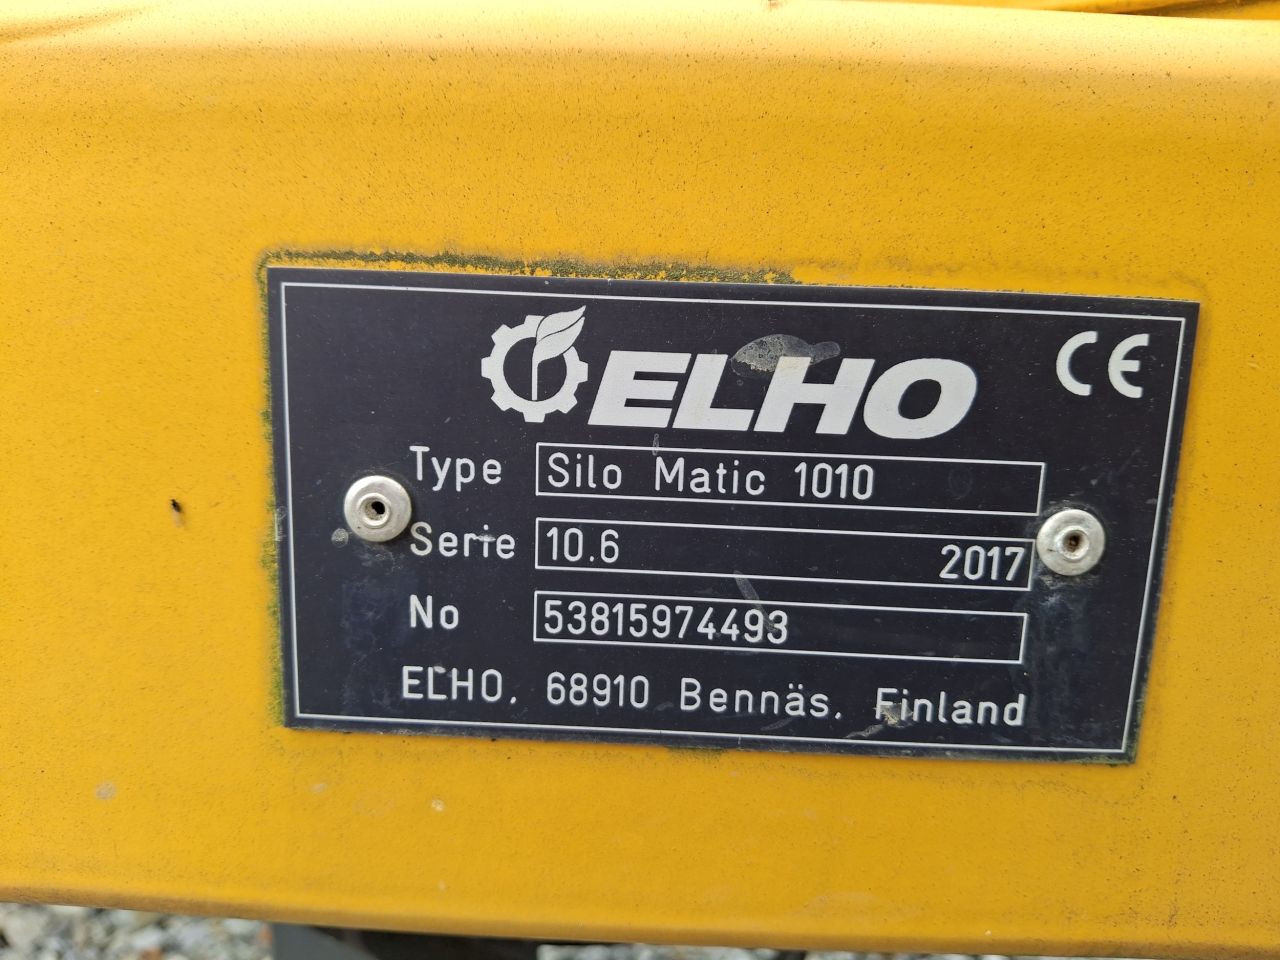 ELHO CE
Type Silo Matic 1010
Serie 10.6 2017
No 53815974493
ELHO, 68910 Bennäs, Finland